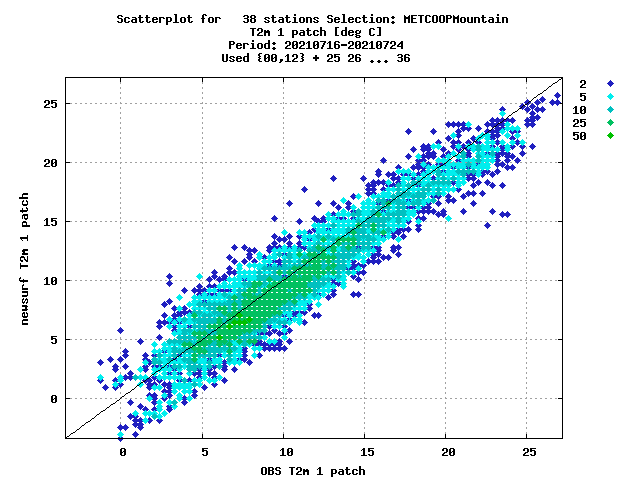 Scatterplot for 38 stations Selection: METCOOPMountain
T2m 1 patch [deg C]
Period: 20210716-20210724
Used {00,12} + 25 26 ... 36
2
5
10
25
50
25
20
15
10
5
0
newsurf T2m 1 patch
0 5 10 15 20 25
OBS T2m 1 patch